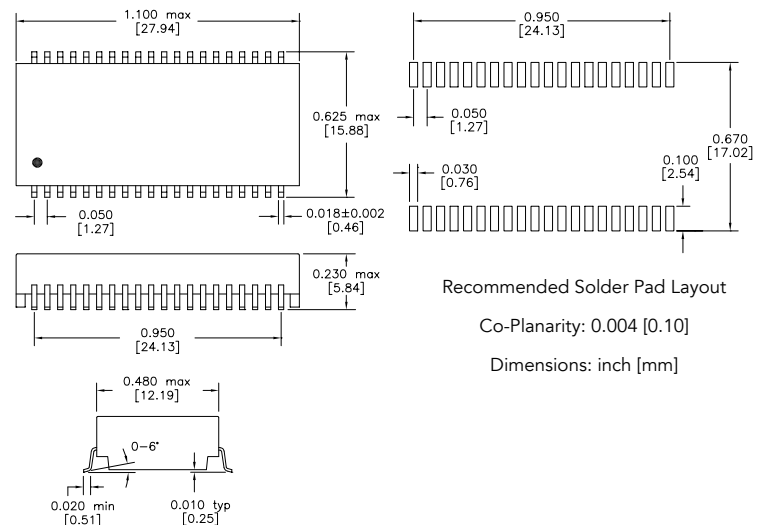 1.100 max
[27.94]
0.625 max
[15.88]
0.050
[1.27]
0.018±0.002
[0.46]
0.230 max
[5.84]
0.950
[24.13]
0.480 max
[12.19]
0-6°
0.020 min
[0.51]
0.010 typ
[0.25]
0.950
[24.13]
0.050
[1.27]
0.670
[17.02]
0.030
[0.76]
0.100
[2.54]
Recommended Solder Pad Layout
Co-Planarity: 0.004 [0.10]
Dimensions: inch [mm]